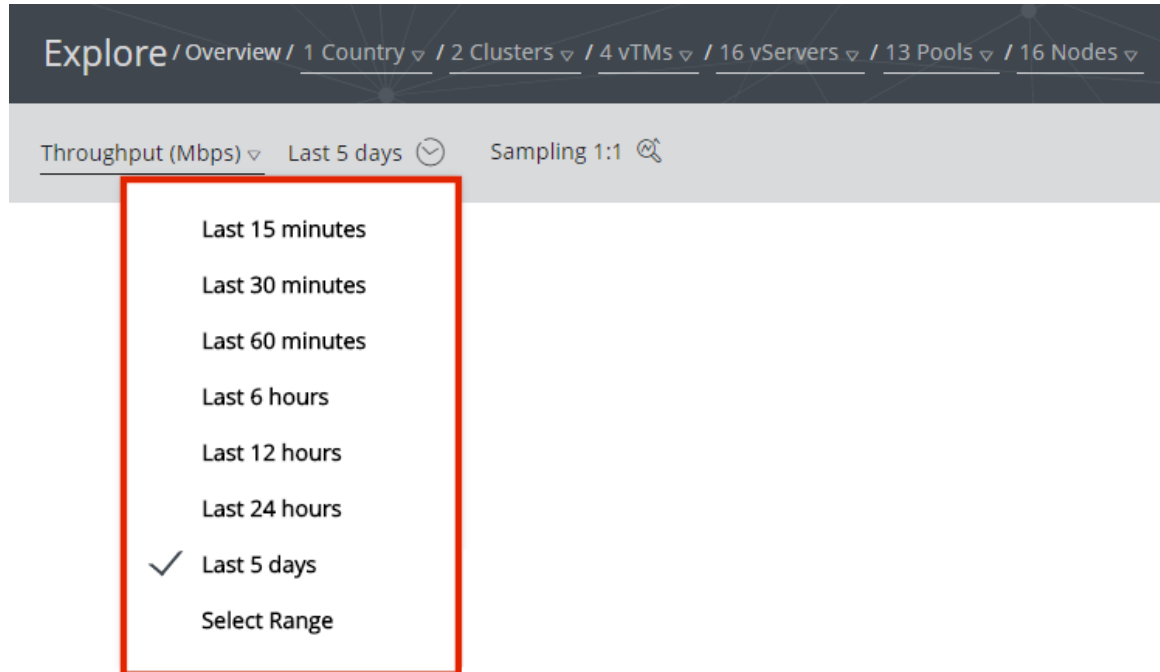 Explore / Overview / 1 Country / 2 Clusters / 4 vTMs / 16 vServers / 13 Pools / 16 Nodes
Throughput (Mbps) Last 5 days Sampling 1:1
Last 15 minutes
Last 30 minutes
Last 60 minutes
Last 6 hours
Last 12 hours
Last 24 hours
Last 5 days
Select Range